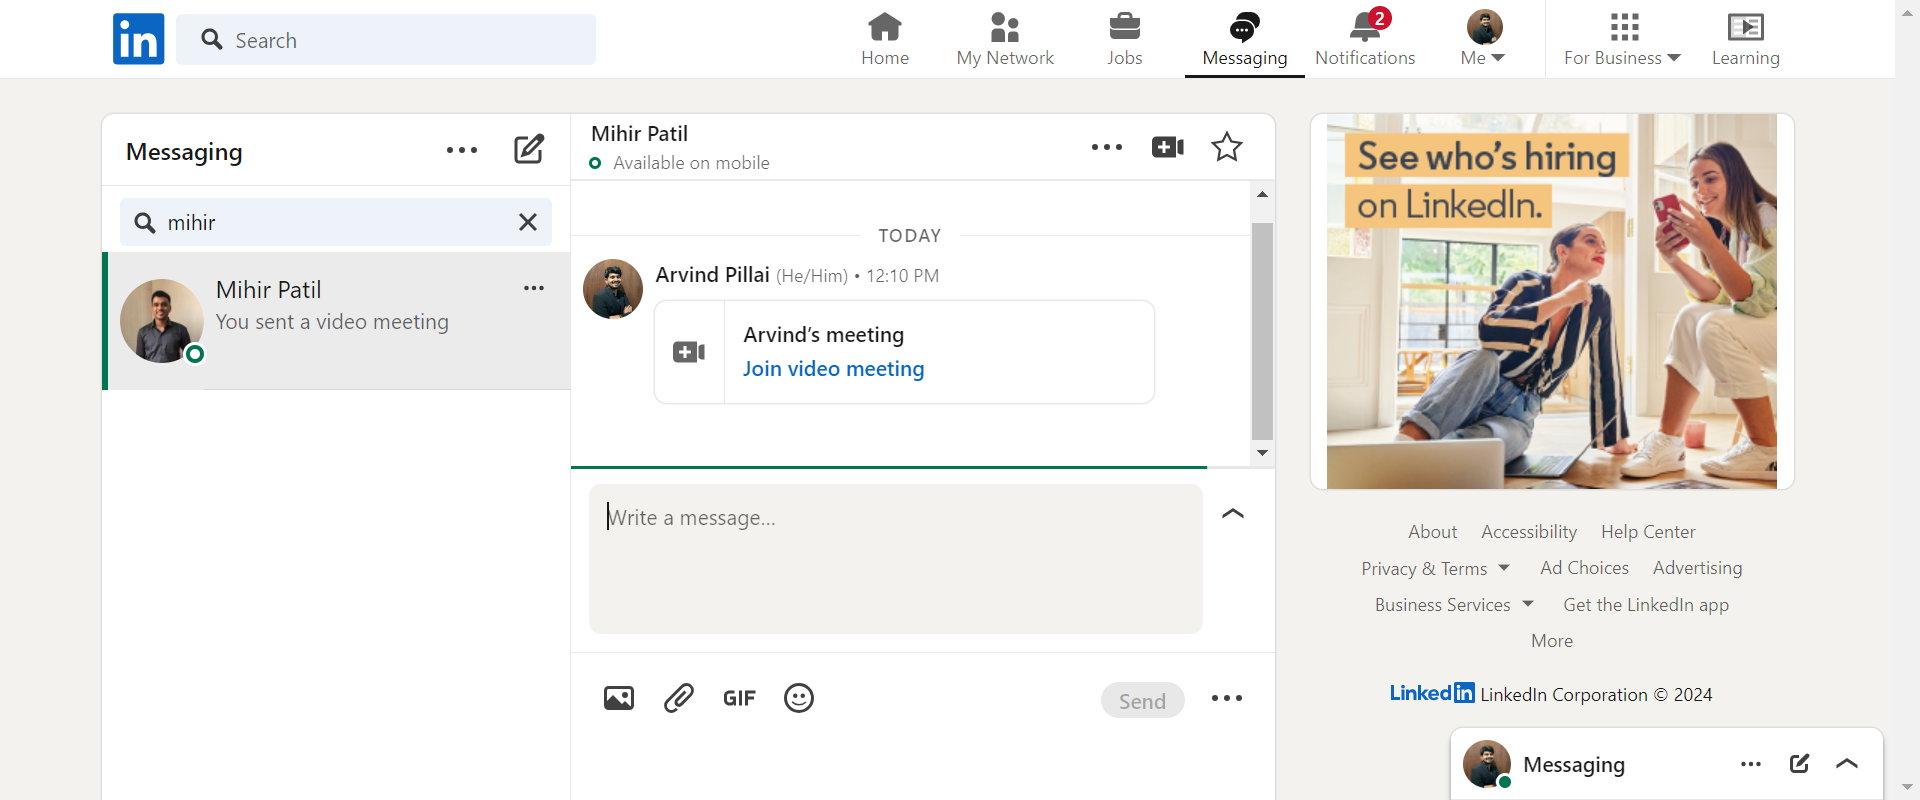 in
Search
Home
My Network
Jobs
Messaging
2
Notifications
Me
For Business
Learning
Messaging
mihir
Mihir Patil
You sent a video meeting
Mihir Patil
Available on mobile
TODAY
Arvind Pillai (He/Him) • 12:10 PM
Arvind's meeting
Join video meeting
Write a message...
GIF
Send
See who's hiring
on LinkedIn.
About Accessibility Help Center
Privacy & Terms Ad Choices Advertising
Business Services Get the LinkedIn app
More
LinkedIn LinkedIn Corporation © 2024
Messaging